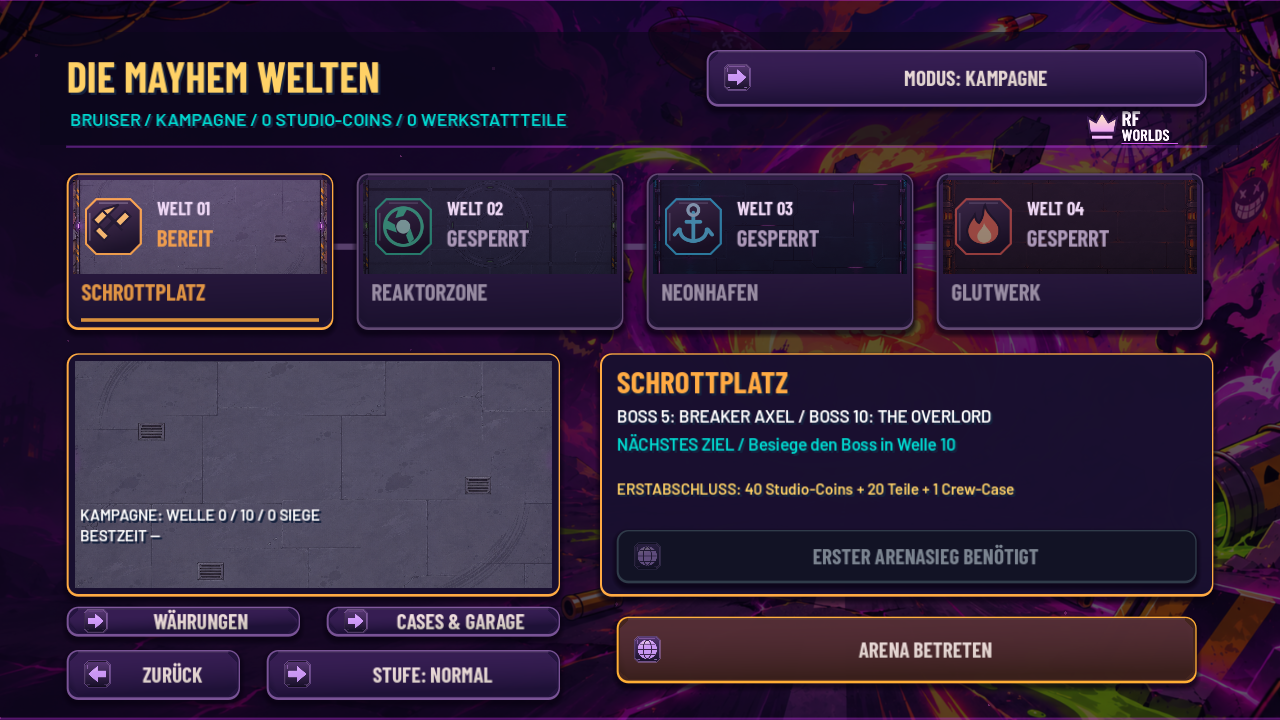 DIE MAYHEM WELTEN
MODUS: KAMPAGNE
BRUISER / KAMPAGNE / 0 STUDIO-COINS / 0 WERKSTATTTEILE
RF
WORLDS
WELT 01
BEREIT
SCHROTTPLATZ
WELT 02
GESPERRT
REAKTORZONE
WELT 03
GESPERRT
NEONHAFEN
WELT 04
GESPERRT
GLUTWERK
KAMPAGNE: WELLE 0 / 10 / 0 SIEGE
BESTZEIT —
SCHROTTPLATZ
BOSS 5: BREAKER AXEL / BOSS 10: THE OVERLORD
NÄCHSTES ZIEL / Besiege den Boss in Welle 10
ERSTABSCHLUSS: 40 Studio-Coins + 20 Teile + 1 Crew-Case
ERSTER ARENASIEG BENÖTIGT
WÄHRUNGEN
CASES & GARAGE
ZURÜCK
STUFE: NORMAL
ARENA BETRETEN